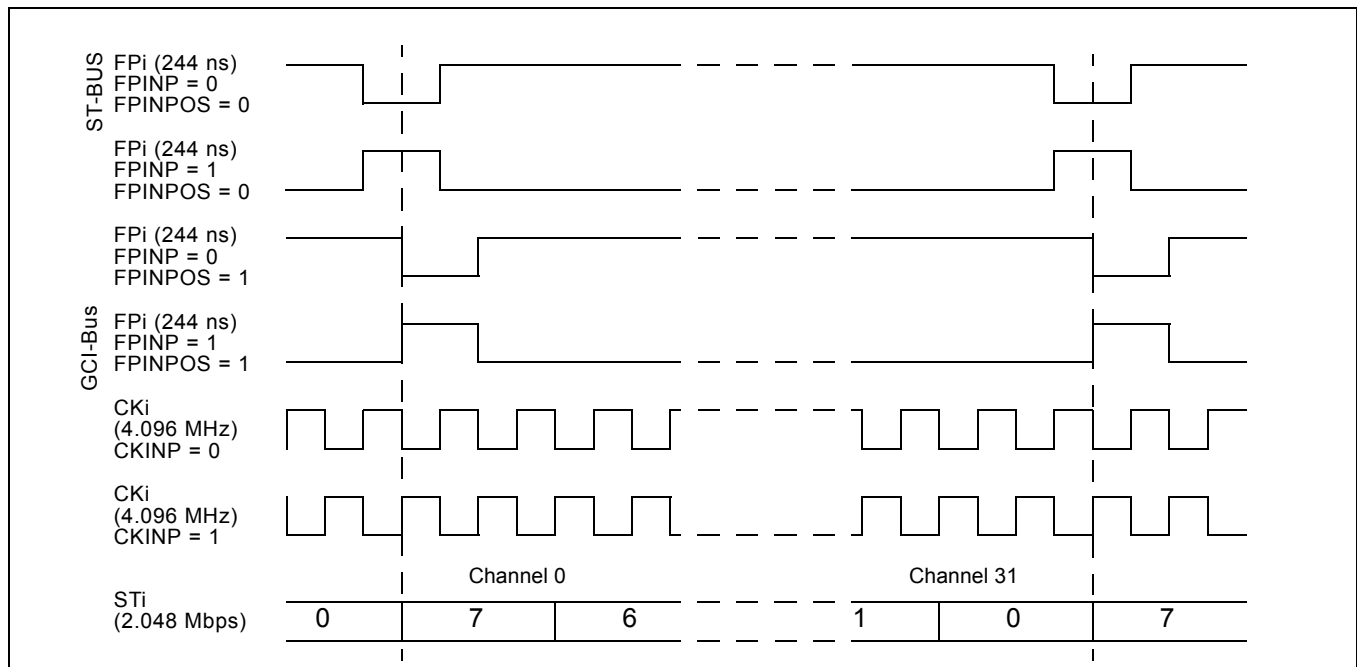 ST-BUS
FPi (244 ns)
FPINP = 0
FPINPOS = 0
FPi (244 ns)
FPINP = 1
FPINPOS = 0
FPi (244 ns)
FPINP = 0
FPINPOS = 1
GCI-Bus
FPi (244 ns)
FPINP = 1
FPINPOS = 1
CKi
(4.096 MHz)
CKINP = 0
CKi
(4.096 MHz)
CKINP = 1
Channel 0 Channel 31
STi
(2.048 Mbps) 0 7 6 1 0 7